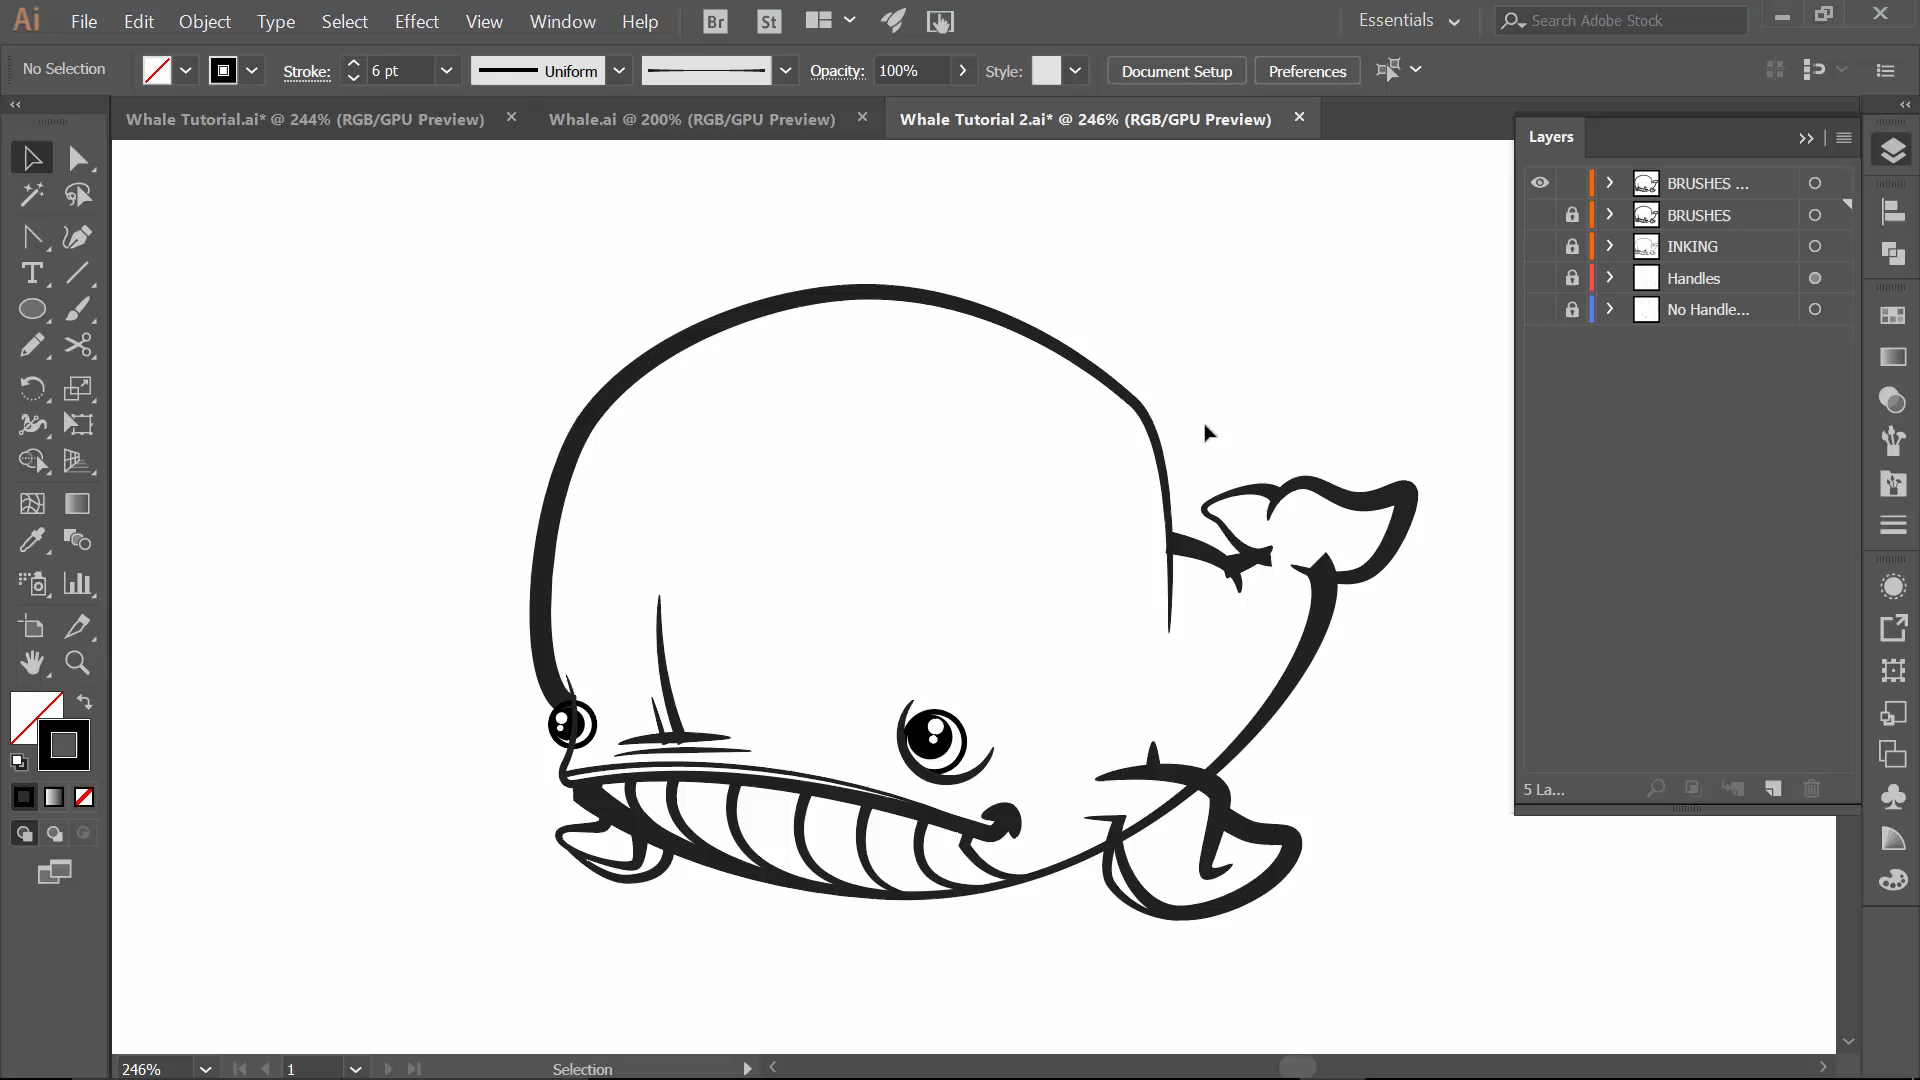 Ai File Edit Object Type Select Effect View Window Help Br St Essentials Search Adobe Stock
No Selection Stroke: 6 pt Uniform Opacity: 100% Style: Document Setup Preferences
Whale Tutorial.ai* @ 244% (RGB/GPU Preview) Whale.ai @ 200% (RGB/GPU Preview) Whale Tutorial 2.ai* @ 246% (RGB/GPU Preview)
Layers
BRUSHES ...
BRUSHES
INKING
Handles
No Handle...
5 La...
246% 1 Selection